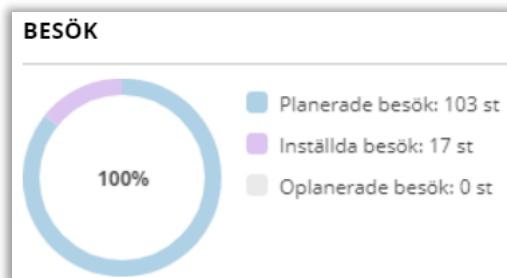 BESÖK
100%
Planerade besök: 103 st
Inställda besök: 17 st
Oplanerade besök: 0 st